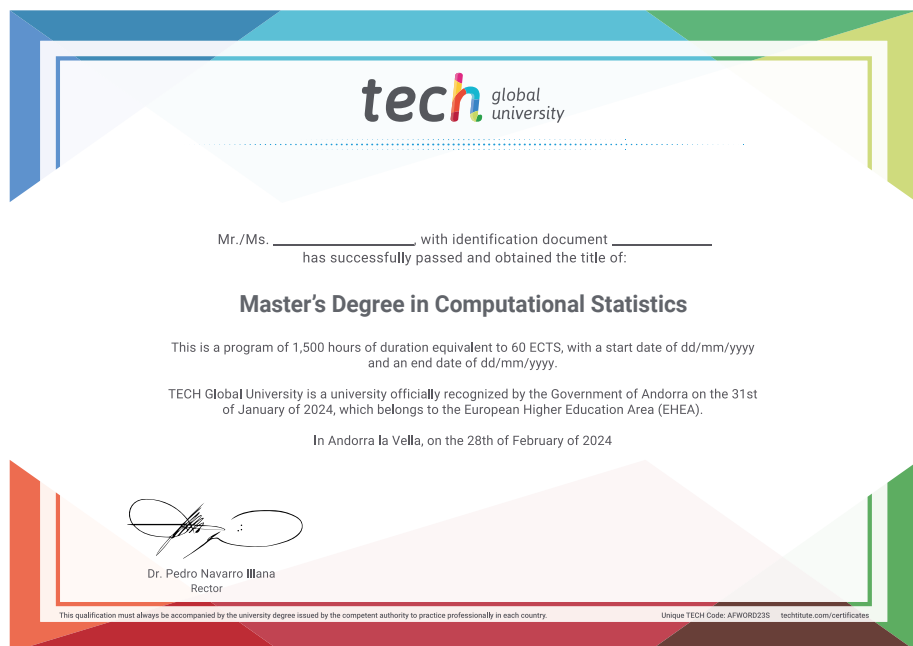 tech global
university
Mr./Ms. ____________, with identification document ____________
has successfully passed and obtained the title of:
Master's Degree in Computational Statistics
This is a program of 1,500 hours of duration equivalent to 60 ECTS, with a start date of dd/mm/yyyy
and an end date of dd/mm/yyyy.
TECH Global University is a university officially recognized by the Government of Andorra on the 31st
of January of 2024, which belongs to the European Higher Education Area (EHEA).
In Andorra la Vella, on the 28th of February of 2024
Dr. Pedro Navarro Illana
Rector
This qualification must always be accompanied by the university degree issued by the competent authority to practice professionally in each country.
Unique TECH Code: AFWORD23S techtitute.com/certificates